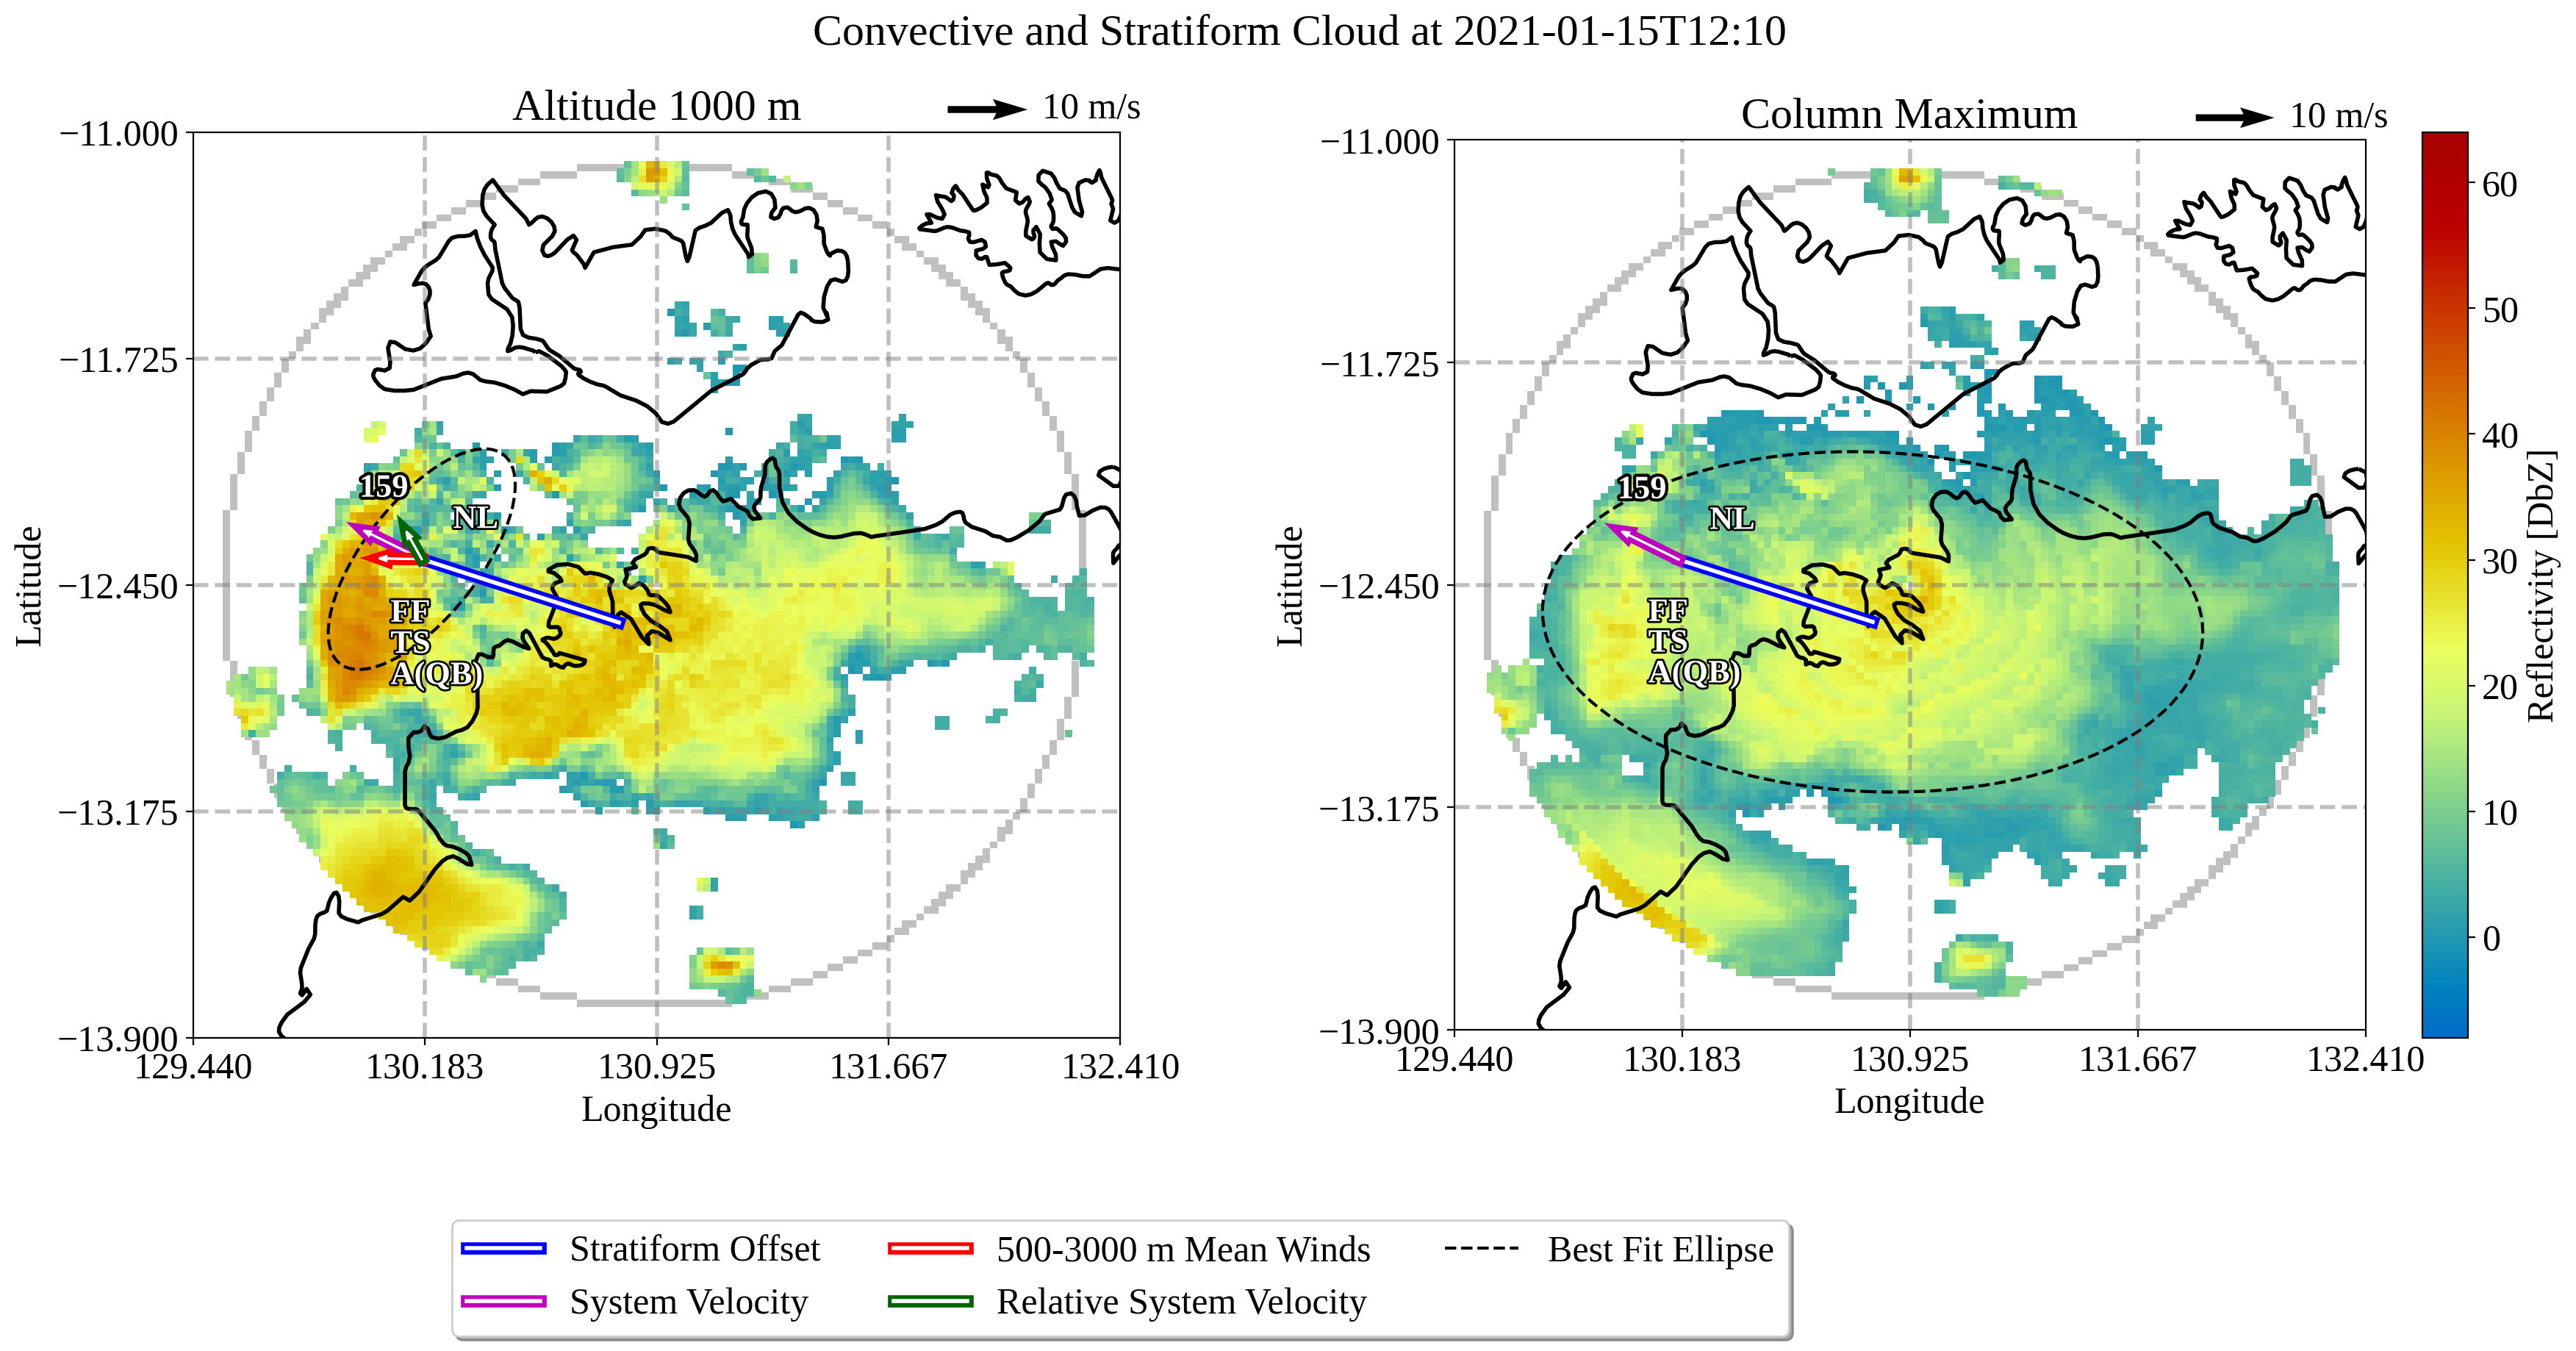 Convective and Stratiform Cloud at 2021-01-15T12:10
Altitude 1000 m
10 m/s
−11.000
−11.725
−12.450
−13.175
−13.900
Latitude
129.440
130.183
130.925
131.667
132.410
Longitude
159
NL
FF
TS
A(QB)
Column Maximum
10 m/s
−11.000
−11.725
−12.450
−13.175
−13.900
Latitude
129.440
130.183
130.925
131.667
132.410
Longitude
159
NL
FF
TS
A(QB)
60
50
40
30
20
10
0
Reflectivity [DbZ]
Stratiform Offset
System Velocity
500-3000 m Mean Winds
Relative System Velocity
Best Fit Ellipse